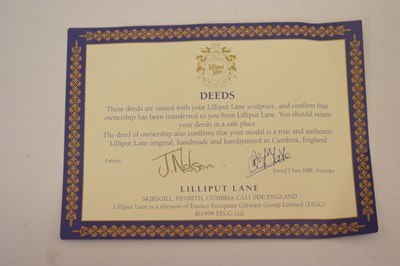 Lilliput
Lane
DEEDS
These deeds are issued with your Lilliput Lane sculpture, and confirm that
ownership has been transferred to you from Lilliput Lane. You should retain
your deeds in a safe place.
The deed of ownership also confirms that your model is a true and authentic
Lilliput Lane original, handmade and handpainted in Cumbria, England
Painter J. Nelson.
David J Tate MBE, Founder
LILLIPUT LANE
SKIRSGILL, PENRITH, CUMBRIA CA11 0DP, ENGLAND
Lilliput Lane is a division of Enesco European Giftware Group Limited (EEGG)
©1998 EEGG Ltd.